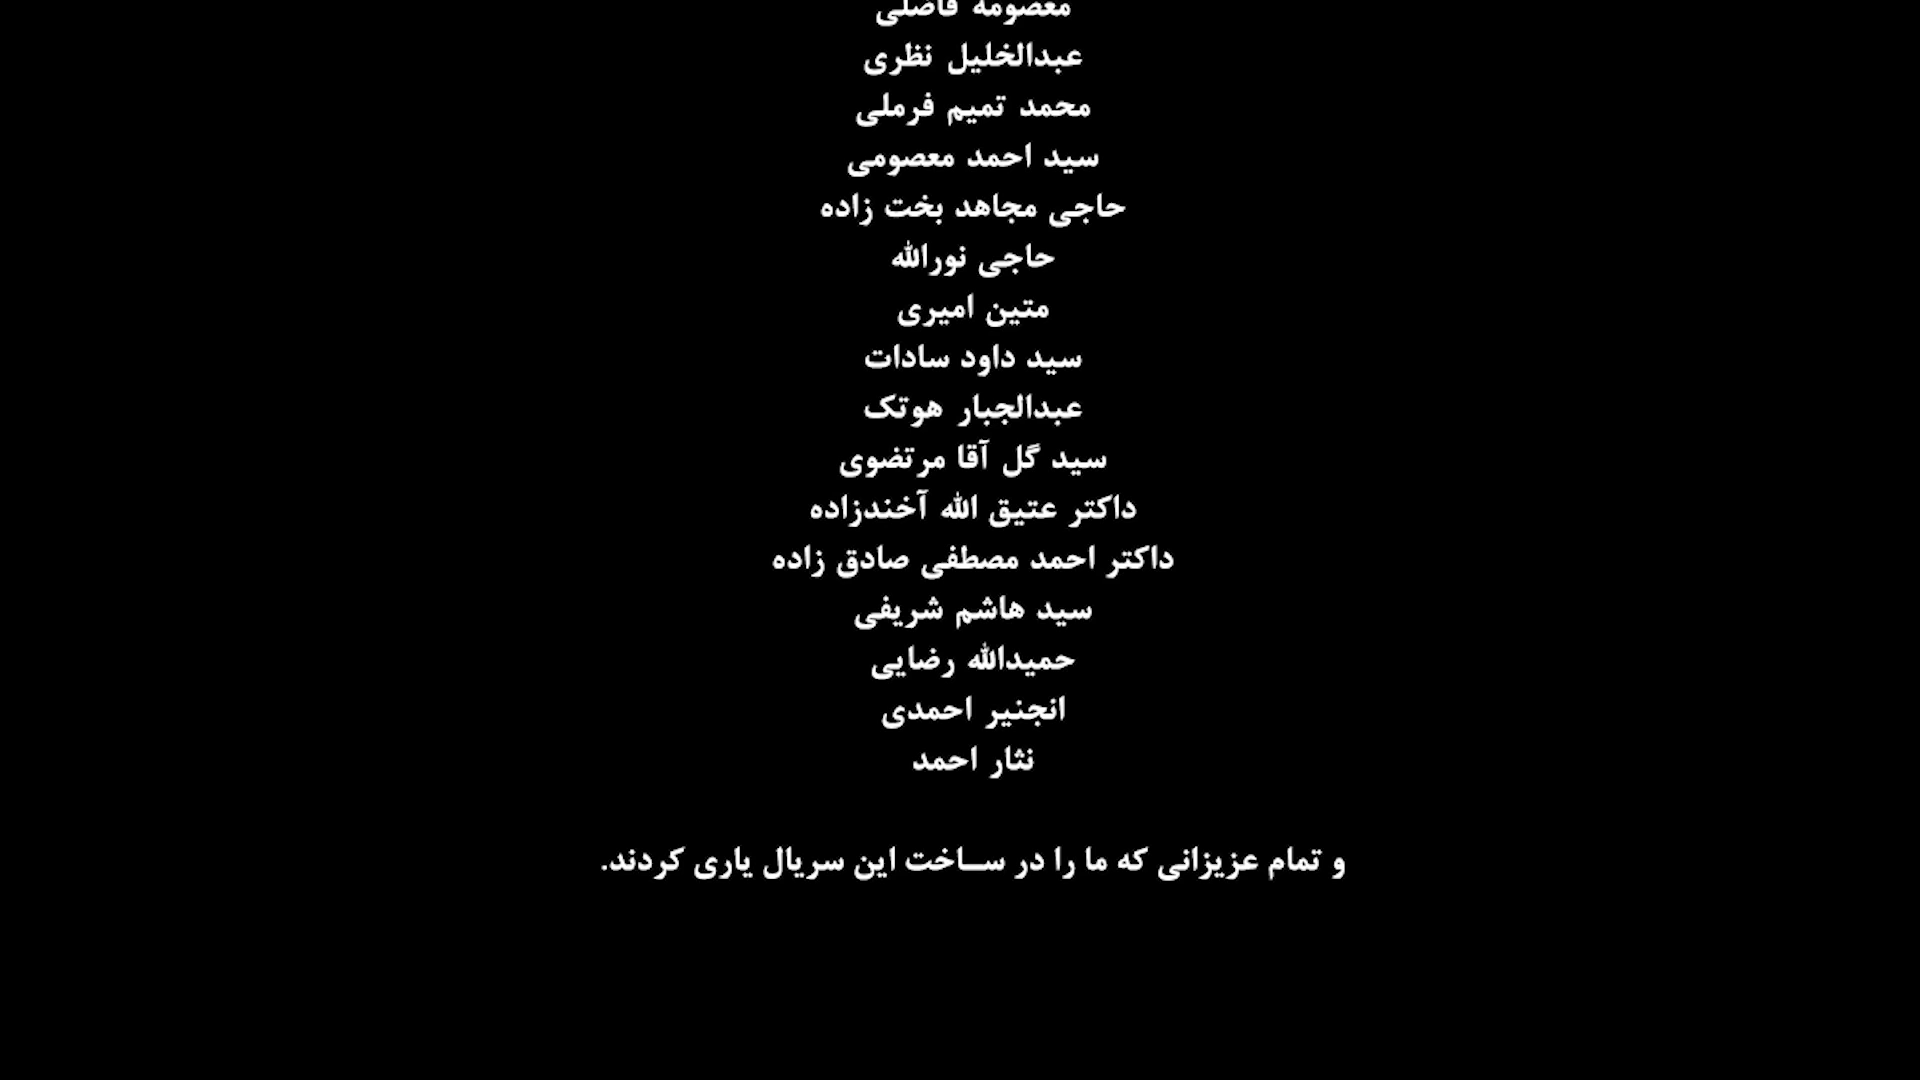 معصومه فاضلی
عبدالخلیل نظری
محمد تمیم فرملی
سید احمد معصومی
حاجی مجاهد بخت زاده
حاجی نورالله
متین امیری
سید داود سادات
عبدالجبار هوتک
سید گل آقا مرتضوی
داکتر عتیق الله آخندزاده
داکتر احمد مصطفی صادق زاده
سید هاشم شریفی
حمیدالله رضایی
انجنیر احمدی
نثار احمد
و تمام عزیزانی که ما را در ســاخت این سریال یاری کردند.